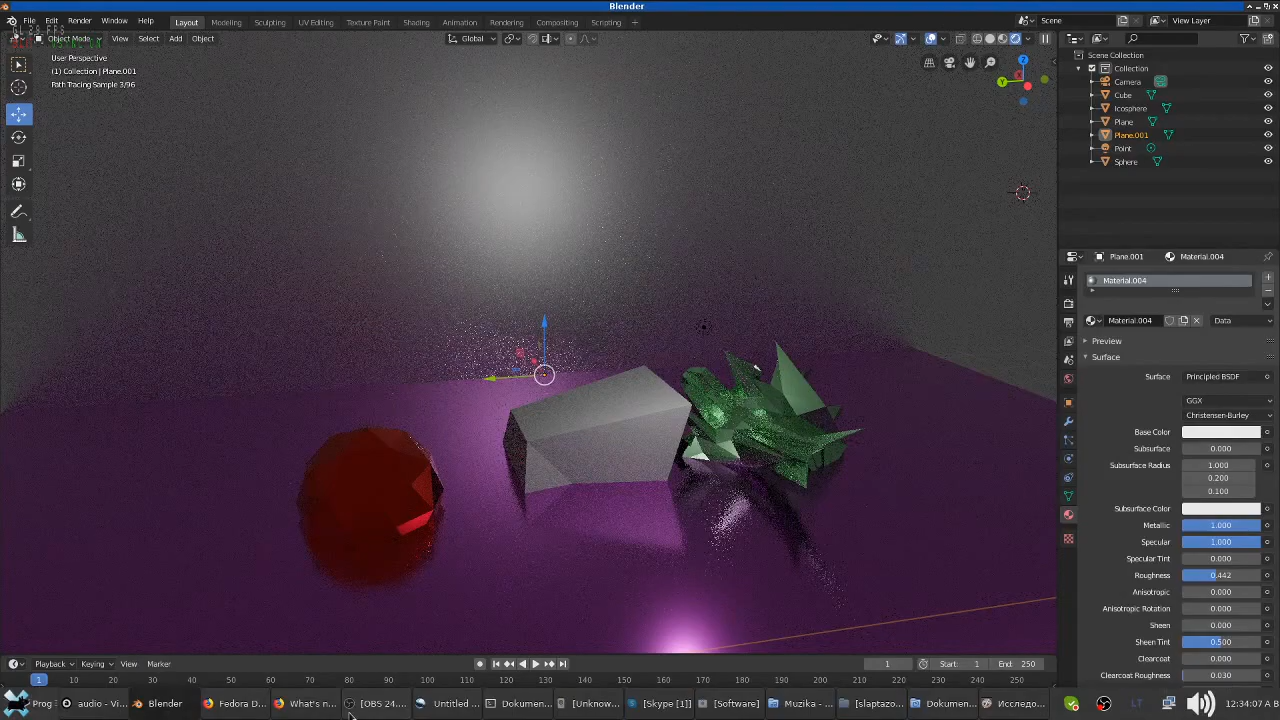 Blender
File Edit Render Window Help Layout Modeling Sculpting UV Editing Texture Paint Shading Animation Rendering Compositing Scripting + Scene View Layer
Object Mode View Select Add Object Global
User Perspective
(1) Collection | Plane.001
Path Tracing Sample 3/96
Z
X
Y
Scene Collection
Collection
Camera
Cube
Icosphere
Plane
Plane.001
Point
Sphere
Plane.001 Material.004
Material.004
Material.004 Data
Preview
Surface
Surface Principled BSDF
GGX
Christensen-Burley
Base Color
Subsurface 0.000
Subsurface Radius 1.000
0.200
0.100
Subsurface Color
Metallic 1.000
Specular 1.000
Specular Tint 0.000
Roughness 0.442
Anisotropic 0.000
Anisotropic Rotation 0.000
Sheen 0.000
Sheen Tint 0.500
Clearcoat 0.000
Clearcoat Roughness 0.030
Playback Keying View Marker 1 Start: 1 End: 250
1 10 20 30 40 50 60 70 80 90 100 110 120 130 140 150 160 170 180 190 200 210 220 230 240 250
Prog audio - Vi... Blender Fedora D... What's n... [OBS 24.... Untitled ... Dokumen... [Unknow... [Skype [1]] [Software] Muzika - ... [slaptazo... Dokumen... Исследо... LT 12:34:07 A